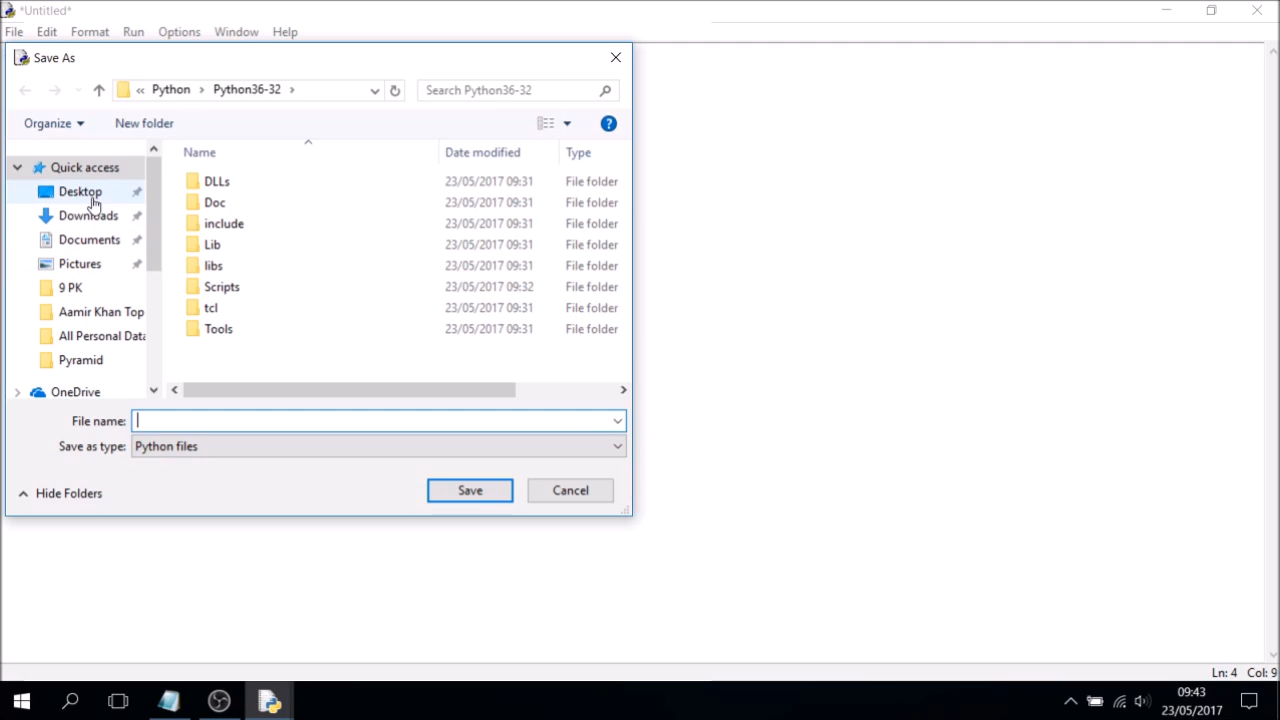 *Untitled*
File Edit Format Run Options Window Help
Save As
« Python › Python36-32 ›
Search Python36-32
Organize New folder
Name Date modified Type
Quick access
Desktop
Downloads
Documents
Pictures
9 PK
Aamir Khan Top
All Personal Data
Pyramid
OneDrive
DLLs 23/05/2017 09:31 File folder
Doc 23/05/2017 09:31 File folder
include 23/05/2017 09:31 File folder
Lib 23/05/2017 09:31 File folder
libs 23/05/2017 09:31 File folder
Scripts 23/05/2017 09:32 File folder
tcl 23/05/2017 09:31 File folder
Tools 23/05/2017 09:31 File folder
File name:
Save as type: Python files
Hide Folders
Save Cancel
Ln: 4 Col: 9
09:43
23/05/2017